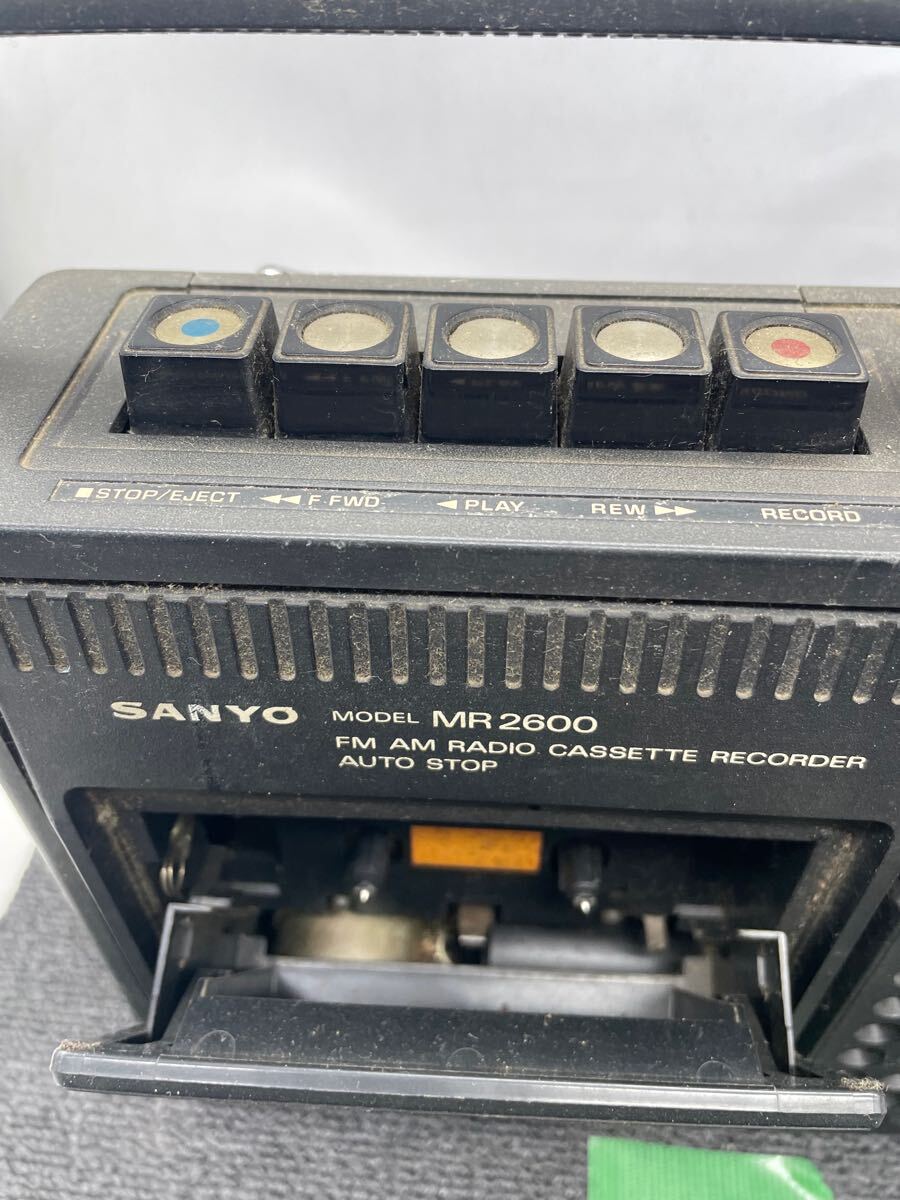 ■STOP/EJECT ◀◀ F.FWD ◀ PLAY REW ▶▶ RECORD
SANYO MODEL MR 2600
FM AM RADIO CASSETTE RECORDER
AUTO STOP